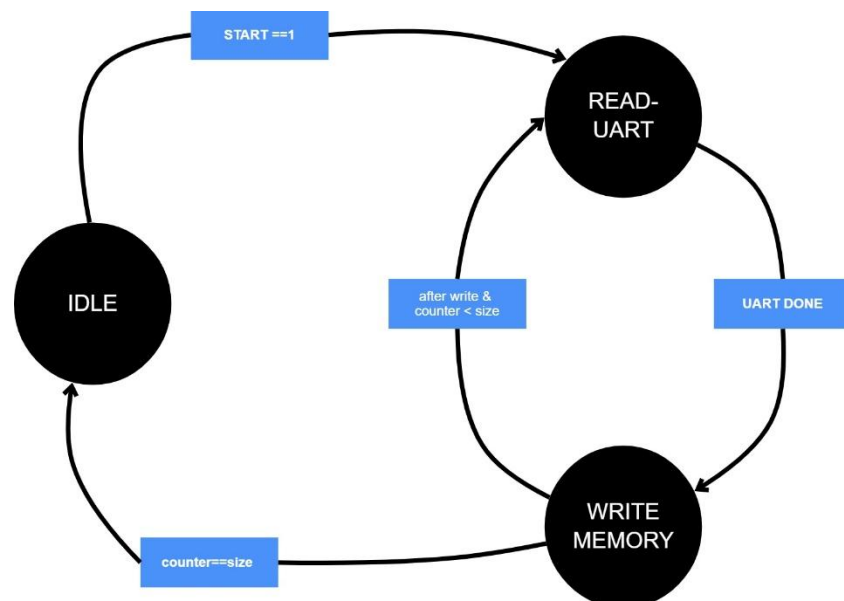 START ==1
READ-
UART
IDLE
after write &
counter < size
UART DONE
WRITE
MEMORY
counter==size